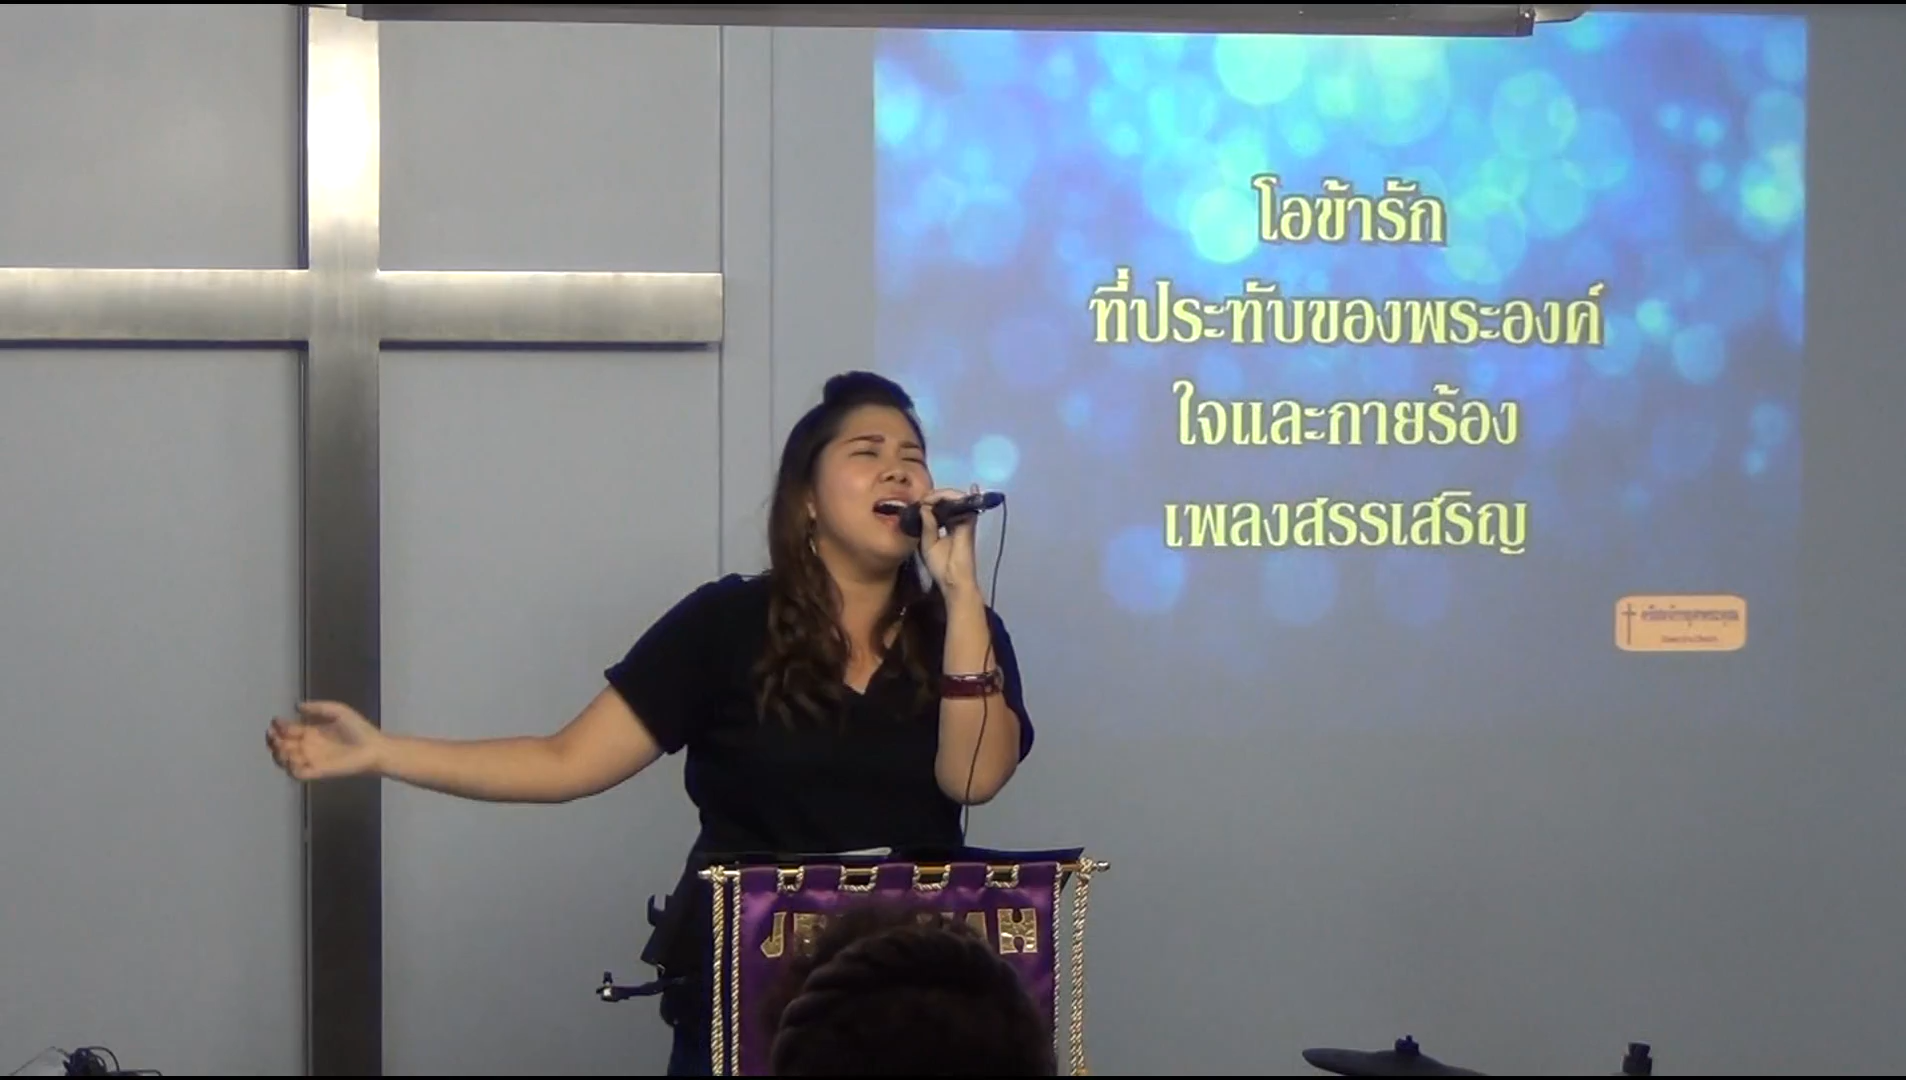 โอข้ารัก
ที่ประทับของพระองค์
ใจและกายร้อง
เพลงสรรเสริญ